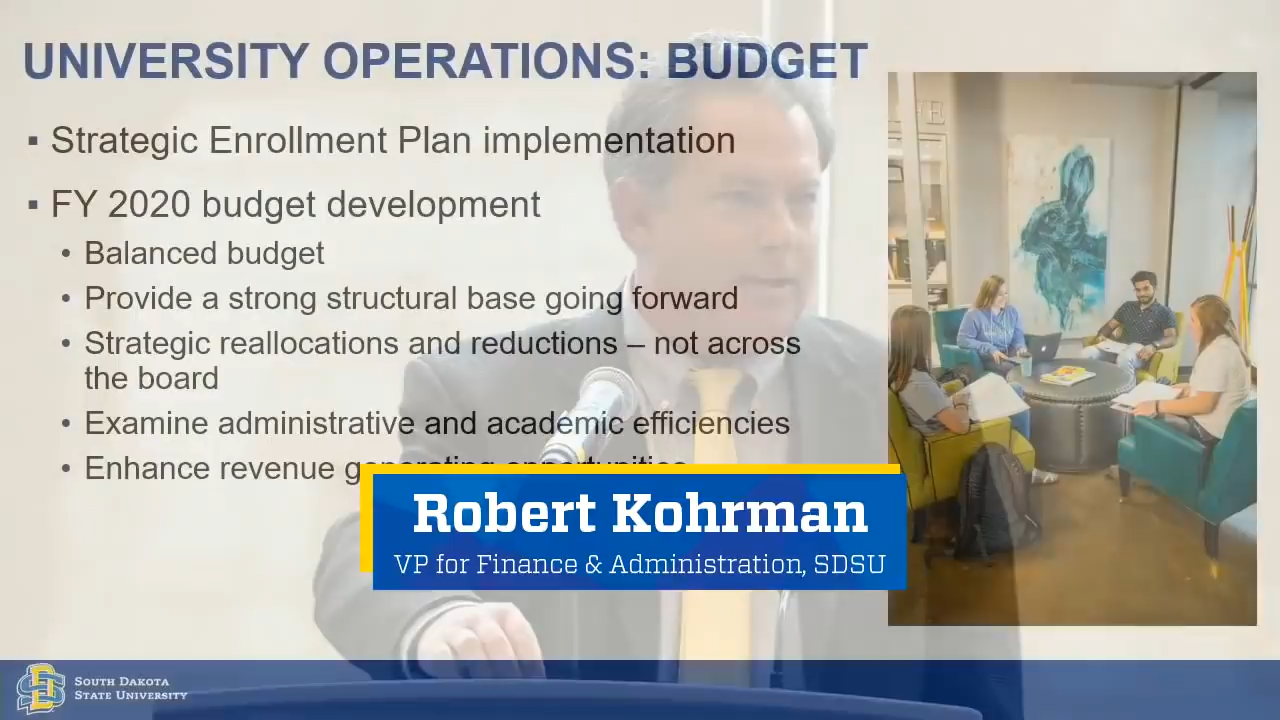 UNIVERSITY OPERATIONS: BUDGET
▪ Strategic Enrollment Plan implementation
▪ FY 2020 budget development
• Balanced budget
• Provide a strong structural base going forward
• Strategic reallocations and reductions – not across
the board
• Examine administrative and academic efficiencies
• Enhance revenue generating opportunities
Robert Kohrman
VP for Finance & Administration, SDSU
SOUTH DAKOTA
STATE UNIVERSITY